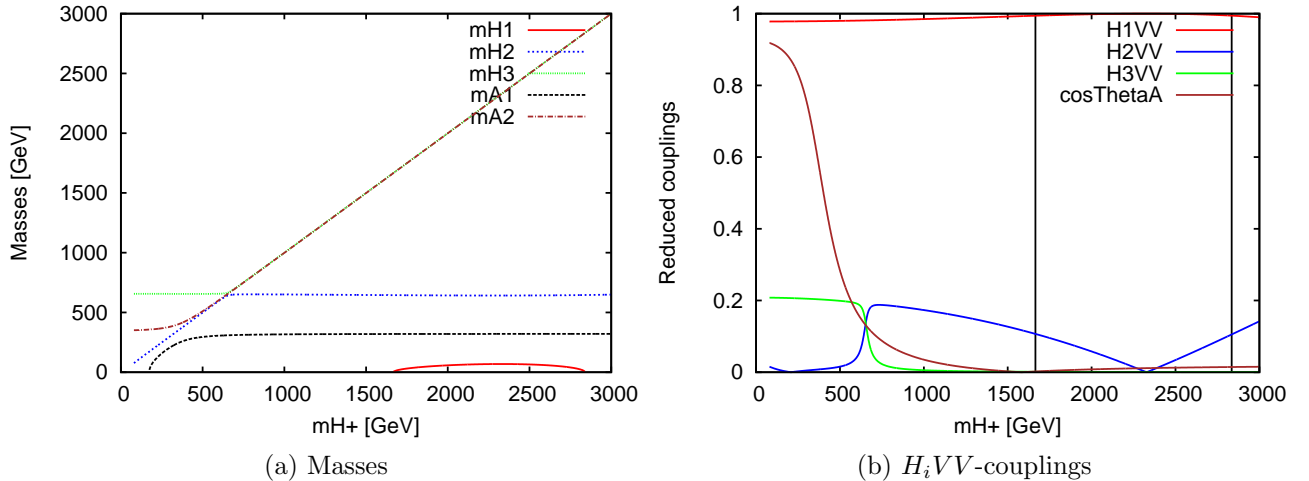 3000
2500
2000
1500
1000
500
0
Masses [GeV]
mH1
mH2
mH3
mA1
mA2
0 500 1000 1500 2000 2500 3000
mH+ [GeV]
(a) Masses
1
0.8
0.6
0.4
0.2
0
Reduced couplings
H1VV
H2VV
H3VV
cosThetaA
0 500 1000 1500 2000 2500 3000
mH+ [GeV]
(b) HᵢVV-couplings